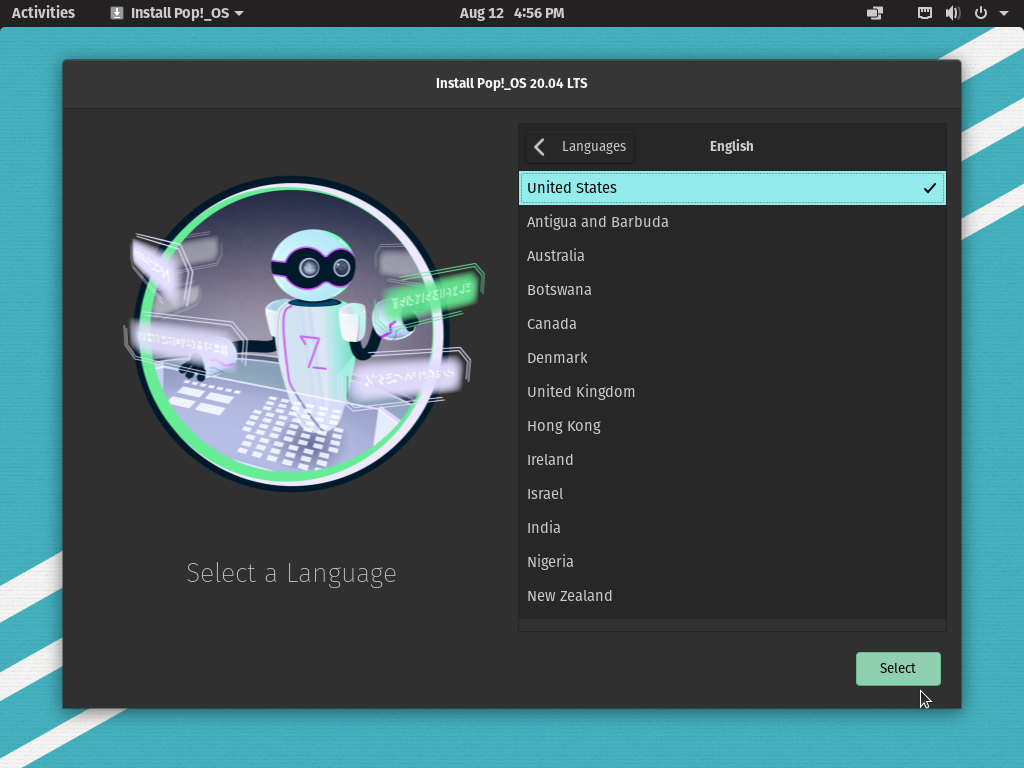 Activities Install Pop!_OS Aug 12 4:56 PM
Install Pop!_OS 20.04 LTS
Languages English
United States
Antigua and Barbuda
Australia
Botswana
Canada
Denmark
United Kingdom
Hong Kong
Ireland
Israel
India
Nigeria
New Zealand
Select a Language
Select